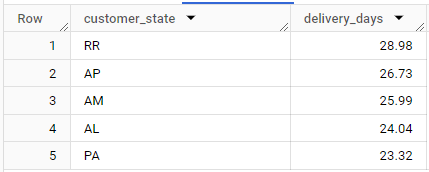 Row customer_state delivery_days
1 RR 28.98
2 AP 26.73
3 AM 25.99
4 AL 24.04
5 PA 23.32